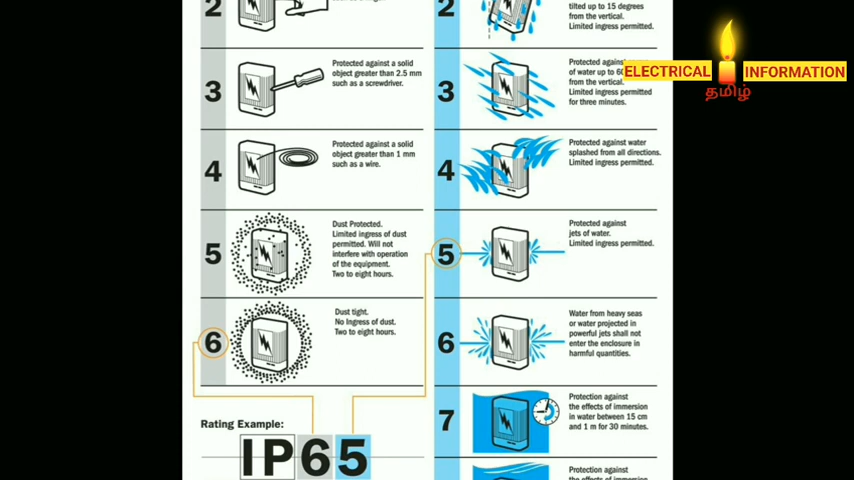 2
3
Protected against a solid
object greater than 2.5 mm
such as a screwdriver.
4
Protected against a solid
object greater than 1 mm
such as a wire.
5
Dust Protected.
Limited ingress of dust
permitted. Will not
interfere with operation
of the equipment.
Two to eight hours.
6
Dust tight.
No Ingress of dust.
Two to eight hours.
Rating Example:
IP65
2
tilted up to 15 degrees
from the vertical.
Limited ingress permitted.
3
Protected against
of water up to 60
from the vertical.
Limited ingress permitted
for three minutes.
4
Protected against water
splashed from all directions.
Limited ingress permitted.
5
Protected against
jets of water.
Limited ingress permitted.
6
Water from heavy seas
or water projected in
powerful jets shall not
enter the enclosure in
harmful quantities.
7
Protection against
the effects of immersion
in water between 15 cm
and 1 m for 30 minutes.
Protection against
the effects of immersion
ELECTRICAL INFORMATION
தமிழ்